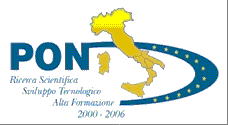 PON
Ricerca Scientifica
Sviluppo Tecnologico
Alta Formazione
2000 - 2006